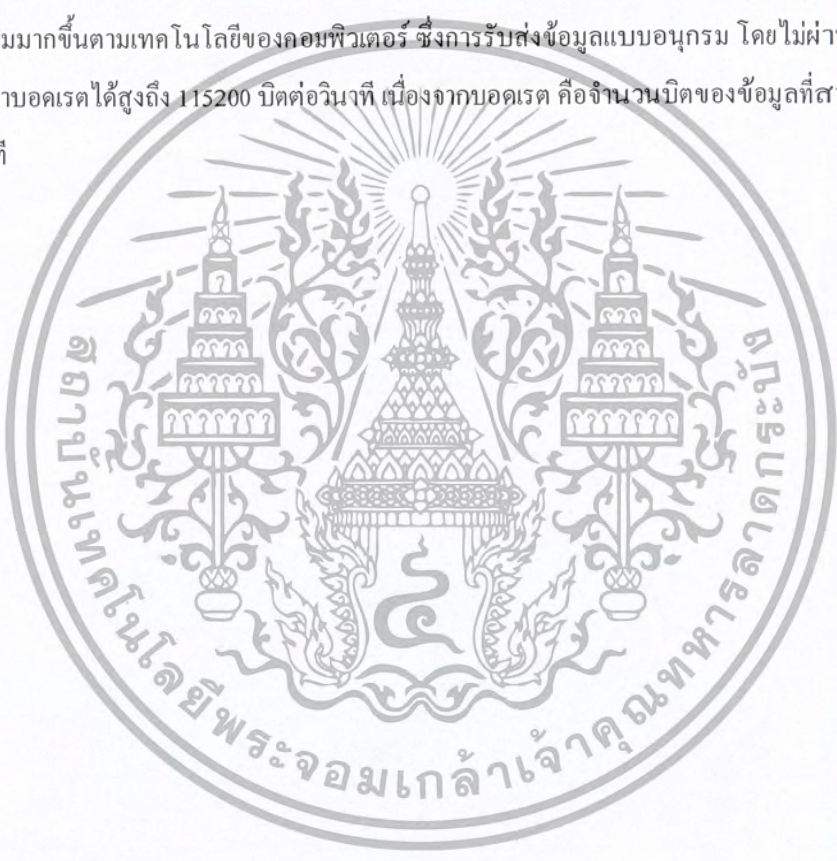 มมากขึ้นตามเทคโนโลยีของคอมพิวเตอร์ ซึ่งการรับส่งข้อมูลแบบอนุกรม โดยไม่ผ่า
าบอดเรตได้สูงถึง 115200 บิตต่อวินาที เนื่องจากบอดเรต คือจำนวนบิตของข้อมูลที่ส
ที
สถาบันเทคโนโลยีพระจอมเกล้าเจ้าคุณทหารลาดกระบัง
๔